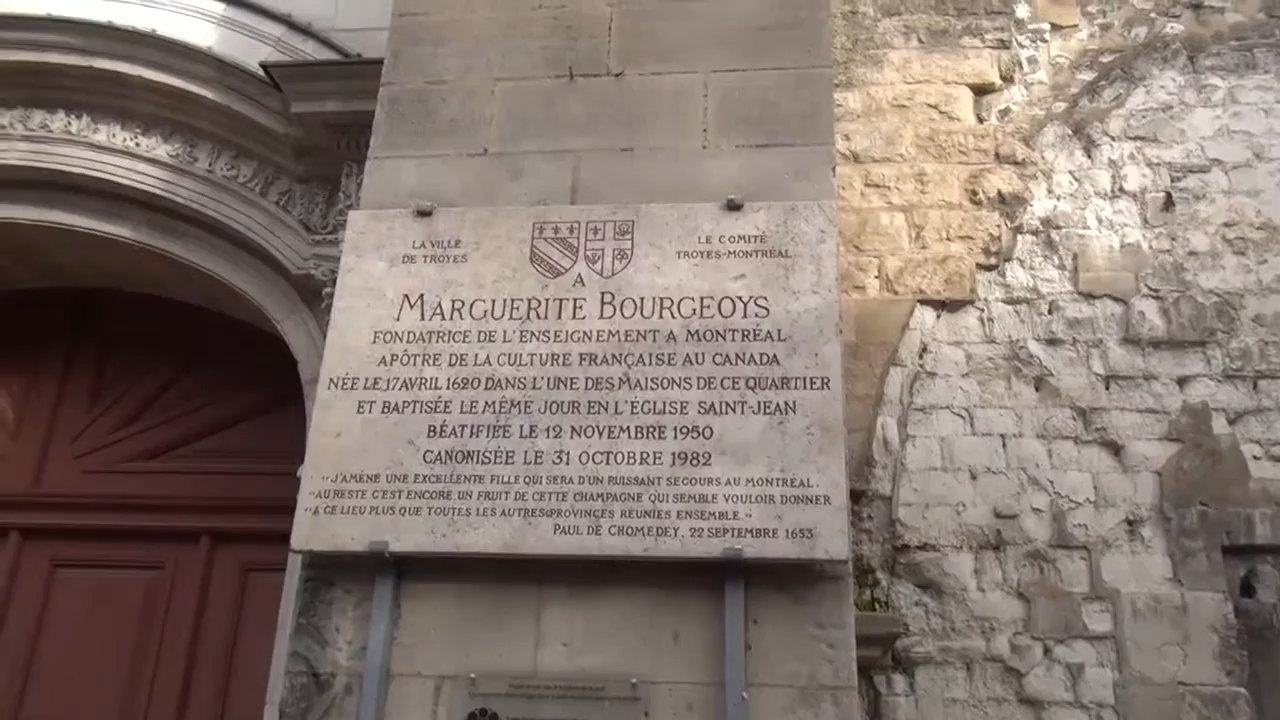 LA VILLE
DE TROYES
LE COMITÉ
TROYES-MONTRÉAL
A
MARGUERITE BOURGEOYS
FONDATRICE DE L'ENSEIGNEMENT A MONTRÉAL
APÔTRE DE LA CULTURE FRANÇAISE AU CANADA
NÉE LE 17 AVRIL 1620 DANS L'UNE DES MAISONS DE CE QUARTIER
ET BAPTISÉE LE MÊME JOUR EN L'ÉGLISE SAINT-JEAN
BÉATIFIÉE LE 12 NOVEMBRE 1950
CANONISÉE LE 31 OCTOBRE 1982
"J'AMÈNE UNE EXCELLENTE FILLE QUI SERA D'UN PUISSANT SECOURS AU MONTRÉAL.
"AU RESTE C'EST ENCORE UN FRUIT DE CETTE CHAMPAGNE QUI SEMBLE VOULOIR DONNER
"A CE LIEU PLUS QUE TOUTES LES AUTRES PROVINCES RÉUNIES ENSEMBLE."
PAUL DE CHOMEDEY, 22 SEPTEMBRE 1653